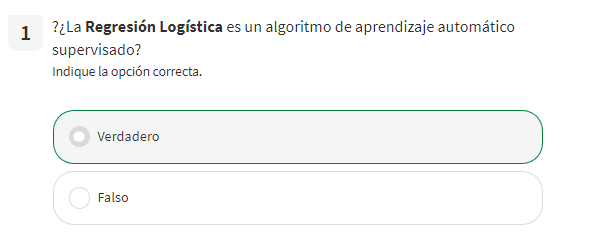 1
?¿La Regresión Logística es un algoritmo de aprendizaje automático
supervisado?
Indique la opción correcta.
Verdadero
Falso